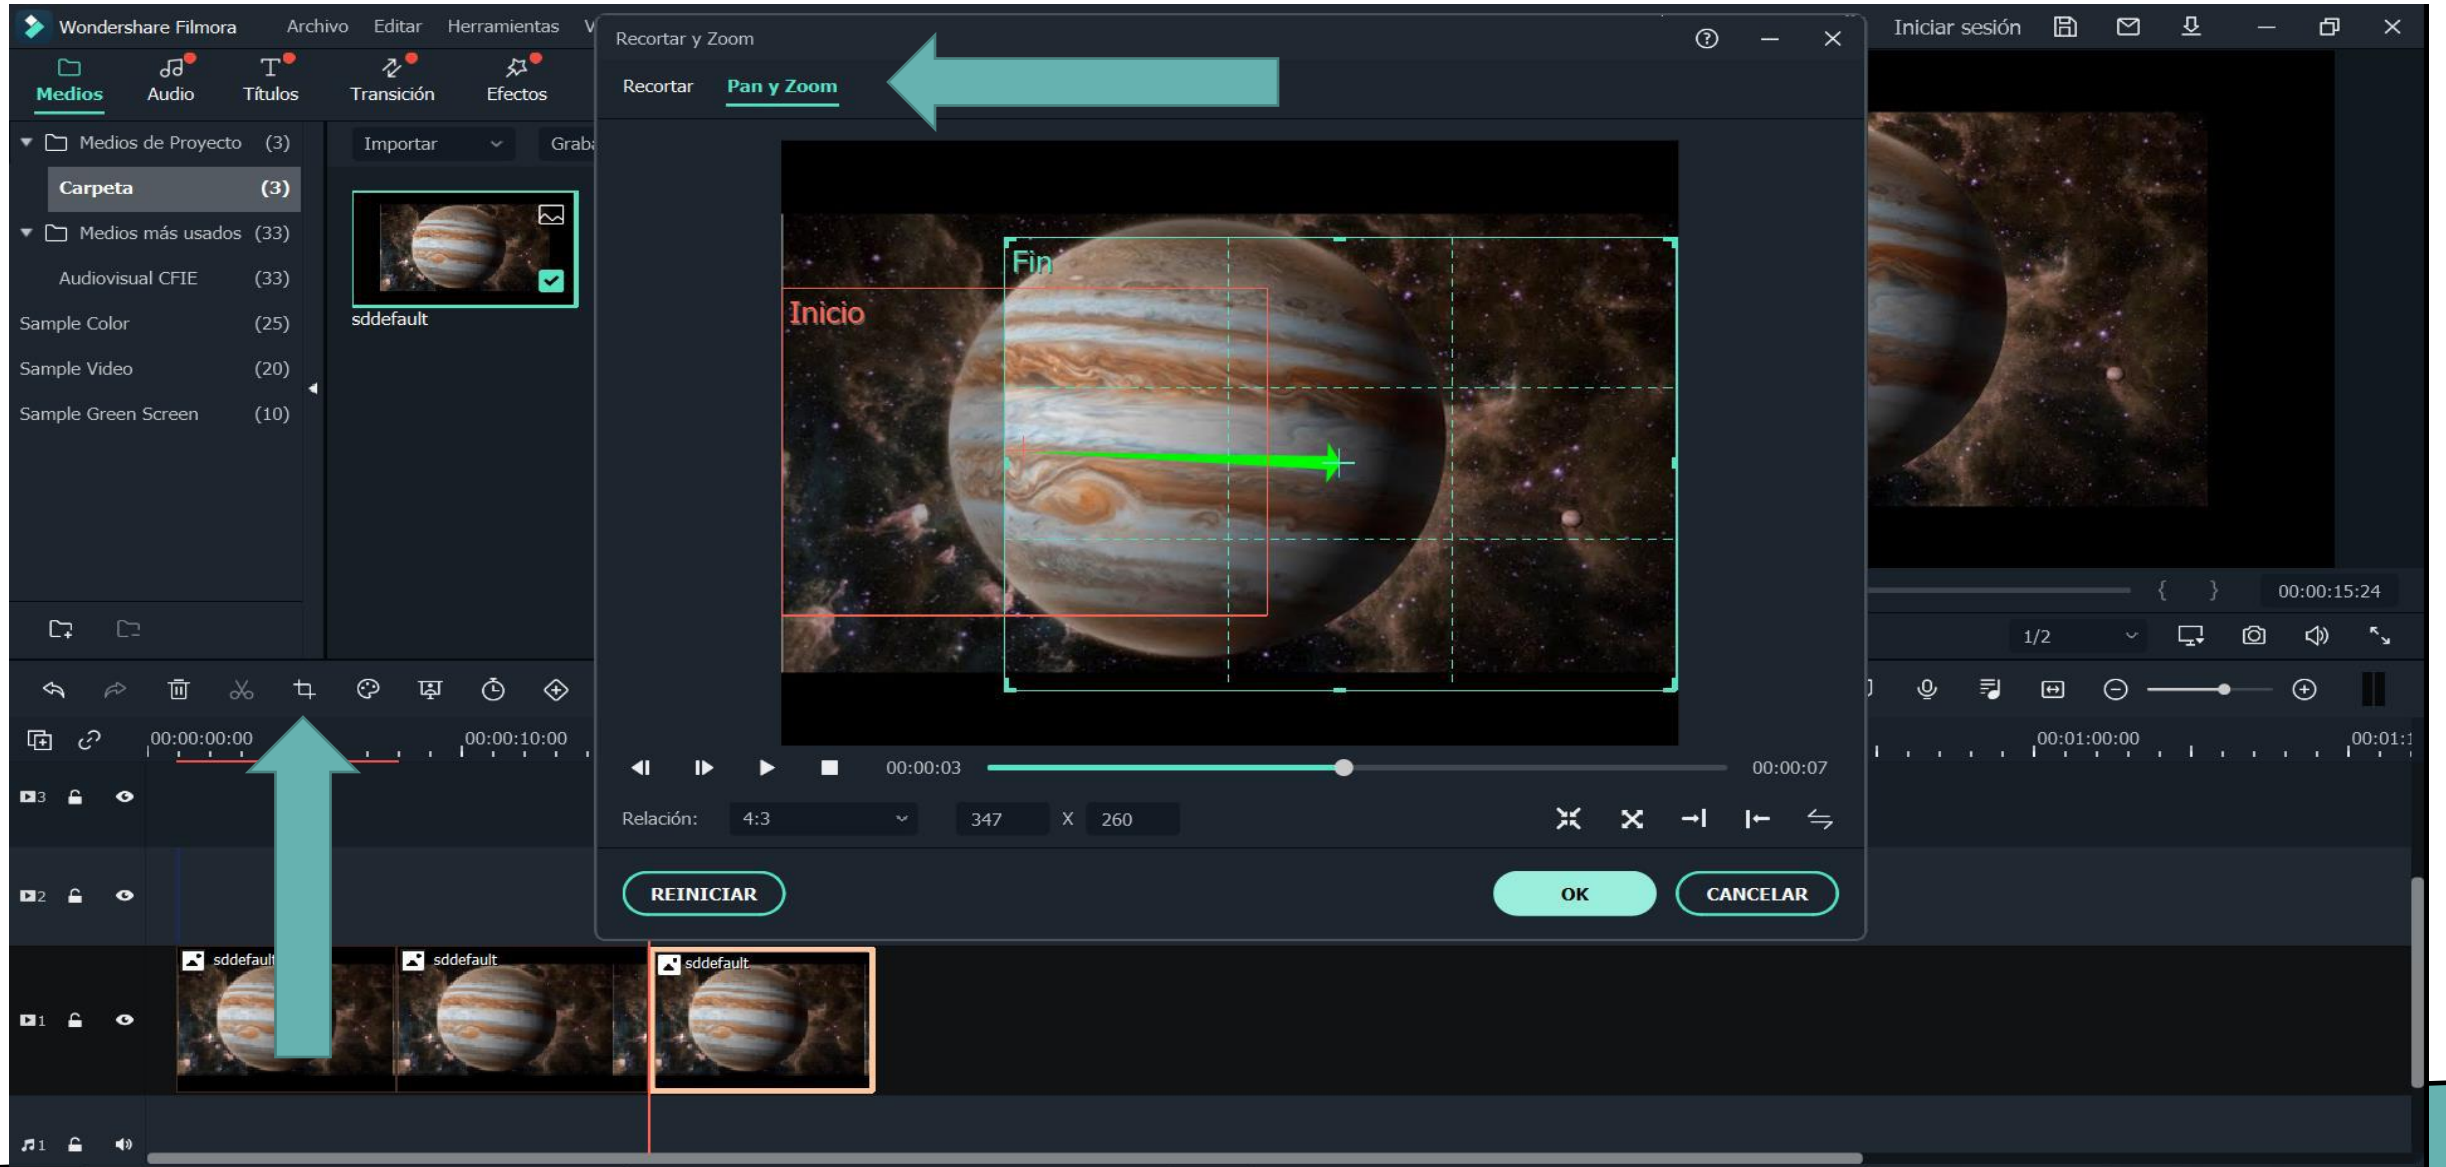 Wondershare Filmora
Archivo Editar Herramientas
Iniciar sesión
Recortar y Zoom
Medios Audio Títulos Transición Efectos
Recortar Pan y Zoom
Medios de Proyecto (3)
Importar
Carpeta (3)
Medios más usados (33)
Audiovisual CFIE (33)
Sample Color (25)
Sample Video (20)
Sample Green Screen (10)
sddefault
Fin
Inicio
00:00:15:24
1/2
00:00:00:00 00:00:10:00 00:01:00:00
00:00:03 00:00:07
Relación: 4:3 347 X 260
REINICIAR OK CANCELAR
3
2
1
sddefault sddefault sddefault
1